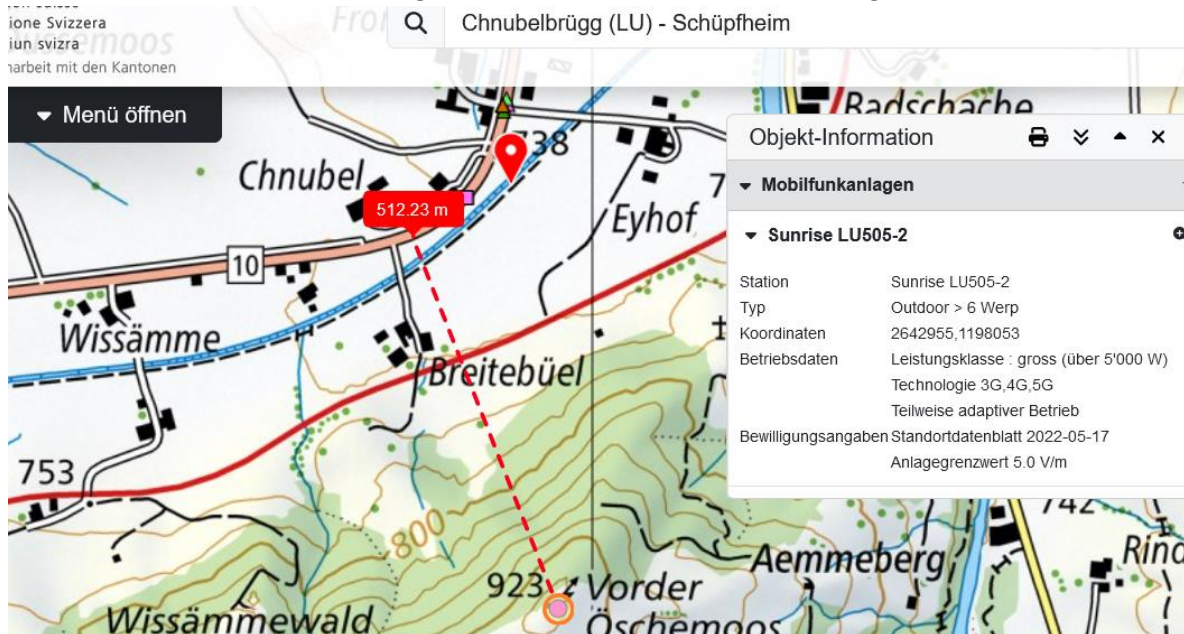 ione Svizzera
iun svizra
narbeit mit den Kantonen
Chnubelbrügg (LU) - Schüpfheim
Menü öffnen
Radschache
738
Chnubel
512.23 m
Eyhof
10
Wissämme
Breitebüel
753
800
923
Vorder
Öschemoos
Wissämmewald
Aemmeberg
742
Rind
Objekt-Information
Mobilfunkanlagen
Sunrise LU505-2
Station Sunrise LU505-2
Typ Outdoor > 6 Werp
Koordinaten 2642955,1198053
Betriebsdaten Leistungsklasse : gross (über 5'000 W)
Technologie 3G,4G,5G
Teilweise adaptiver Betrieb
Bewilligungsangaben Standortdatenblatt 2022-05-17
Anlagegrenzwert 5.0 V/m